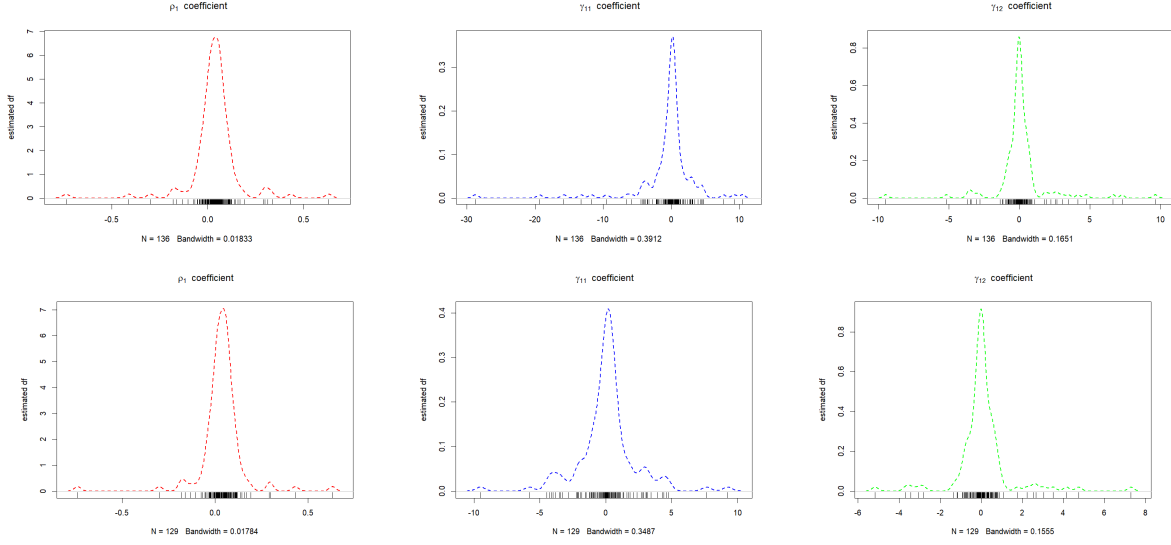 ρ₁ coefficient
estimated df
0 1 2 3 4 5 6 7
-0.5 0.0 0.5
N = 136 Bandwidth = 0.01833
γ₁₁ coefficient
estimated df
0.0 0.1 0.2 0.3
-30 -20 -10 0 10
N = 136 Bandwidth = 0.3912
γ₁₂ coefficient
estimated df
0.0 0.2 0.4 0.6 0.8
-10 -5 0 5 10
N = 136 Bandwidth = 0.1651
ρ₁ coefficient
estimated df
0 1 2 3 4 5 6 7
-0.5 0.0 0.5
N = 129 Bandwidth = 0.01784
γ₁₁ coefficient
estimated df
0.0 0.1 0.2 0.3 0.4
-10 -5 0 5 10
N = 129 Bandwidth = 0.3487
γ₁₂ coefficient
estimated df
0.0 0.2 0.4 0.6 0.8
-6 -4 -2 0 2 4 6 8
N = 129 Bandwidth = 0.1555